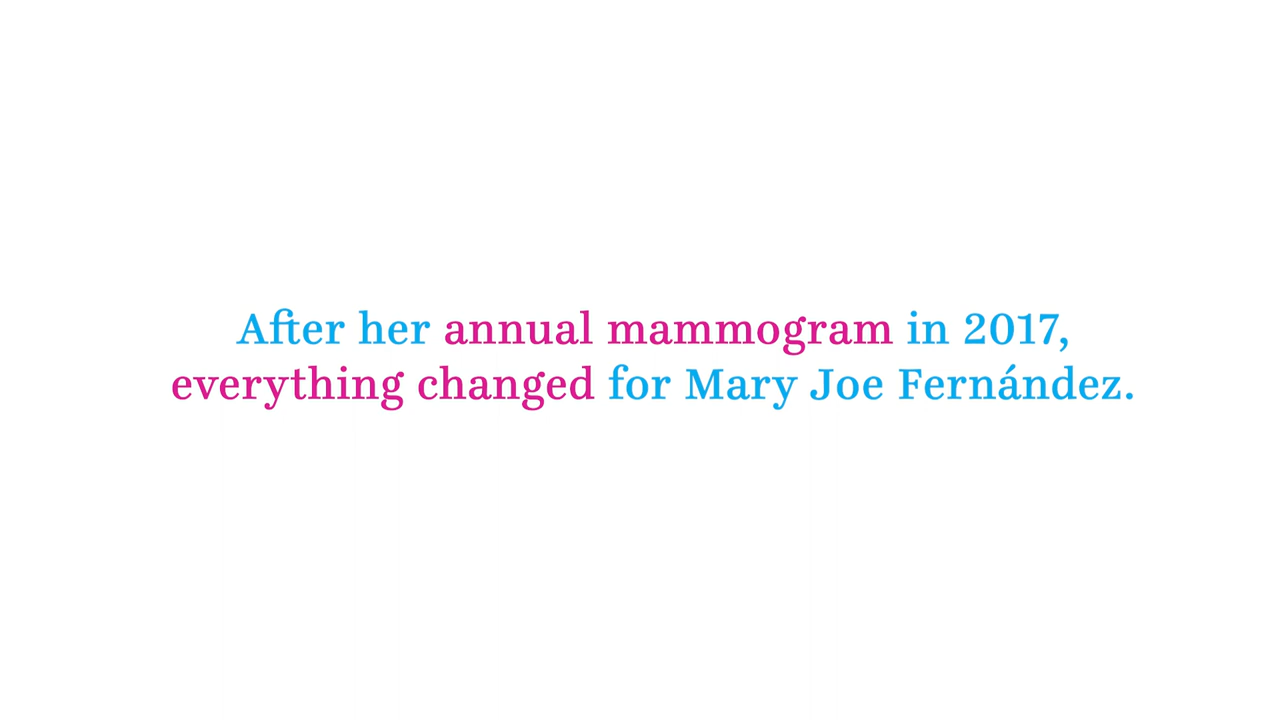 After her annual mammogram in 2017,
everything changed for Mary Joe Fernández.